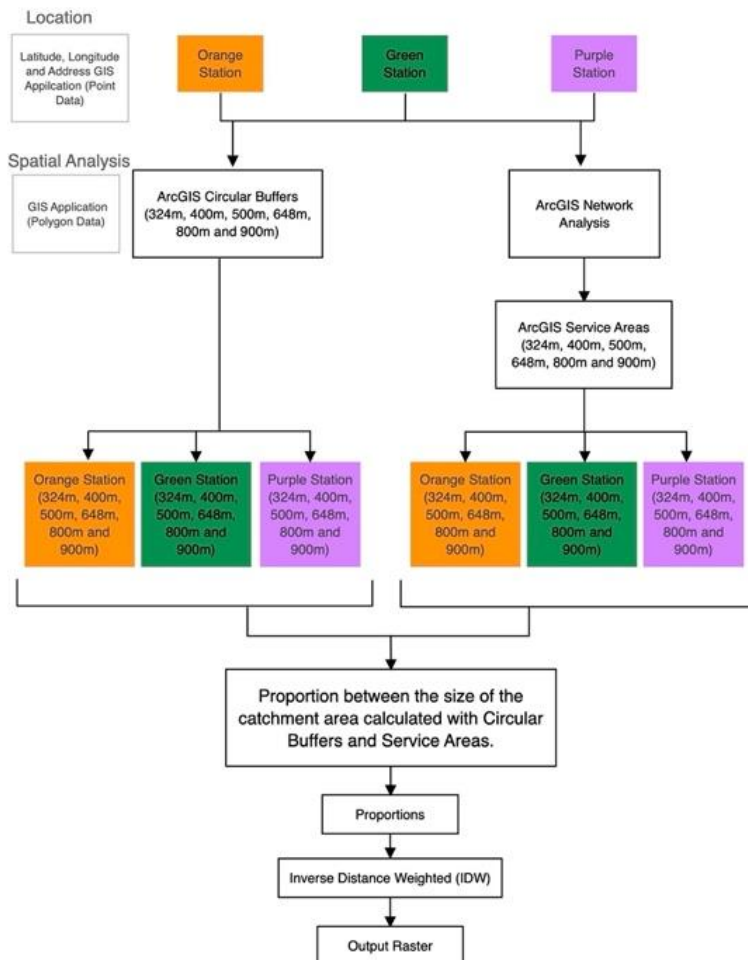 Location
Latitude, Longitude
and Address GIS
Application (Point
Data)
Orange
Station
Green
Station
Purple
Station
Spatial Analysis
GIS Application
(Polygon Data)
ArcGIS Circular Buffers
(324m, 400m, 500m, 648m,
800m and 900m)
ArcGIS Network
Analysis
ArcGIS Service Areas
(324m, 400m, 500m,
648m, 800m and 900m)
Orange Station
(324m, 400m,
500m, 648m,
800m and
900m)
Green Station
(324m, 400m,
500m, 648m,
800m and
900m)
Purple Station
(324m, 400m,
500m, 648m,
800m and
900m)
Orange Station
(324m, 400m,
500m, 648m,
800m and
900m)
Green Station
(324m, 400m,
500m, 648m,
800m and
900m)
Purple Station
(324m, 400m,
500m, 648m,
800m and
900m)
Proportion between the size of the
catchment area calculated with Circular
Buffers and Service Areas.
Proportions
Inverse Distance Weighted (IDW)
Output Raster